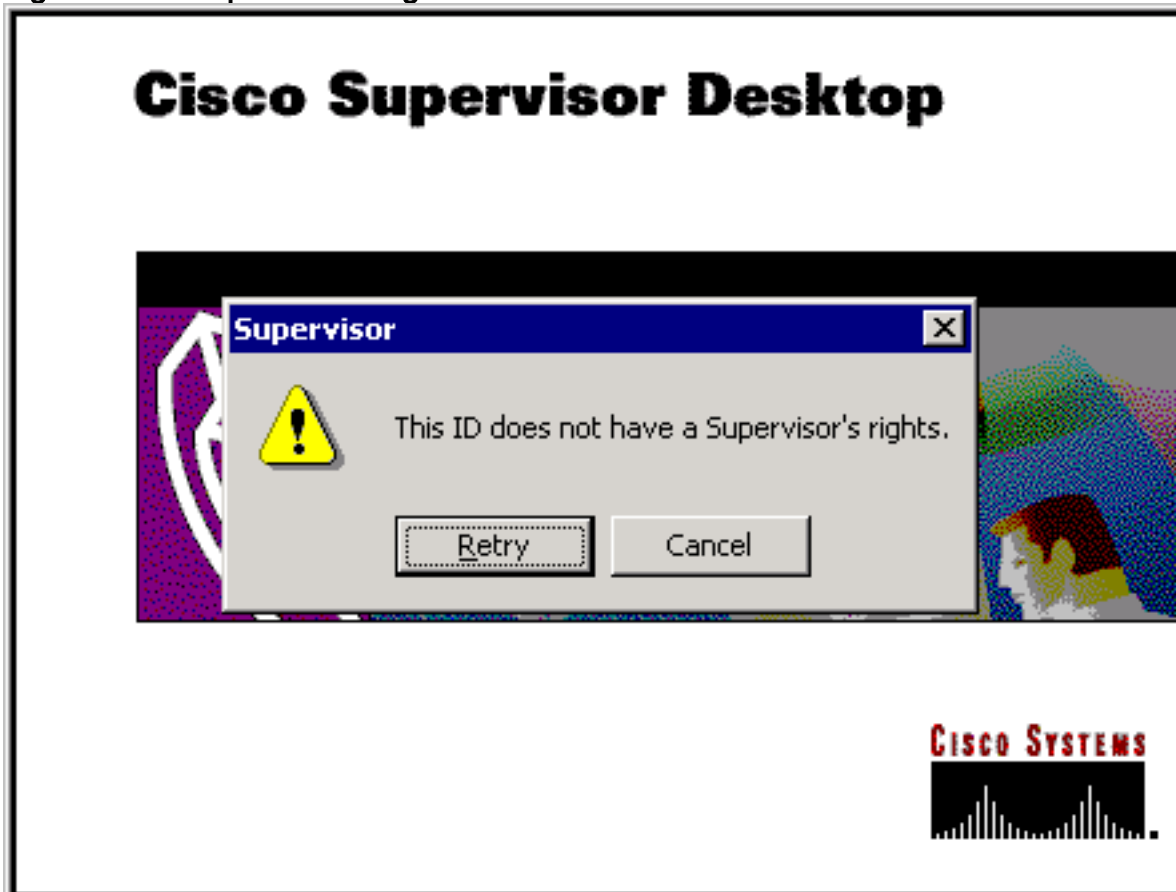 Cisco Supervisor Desktop
Supervisor
This ID does not have a Supervisor's rights.
Retry
Cancel
CISCO SYSTEMS